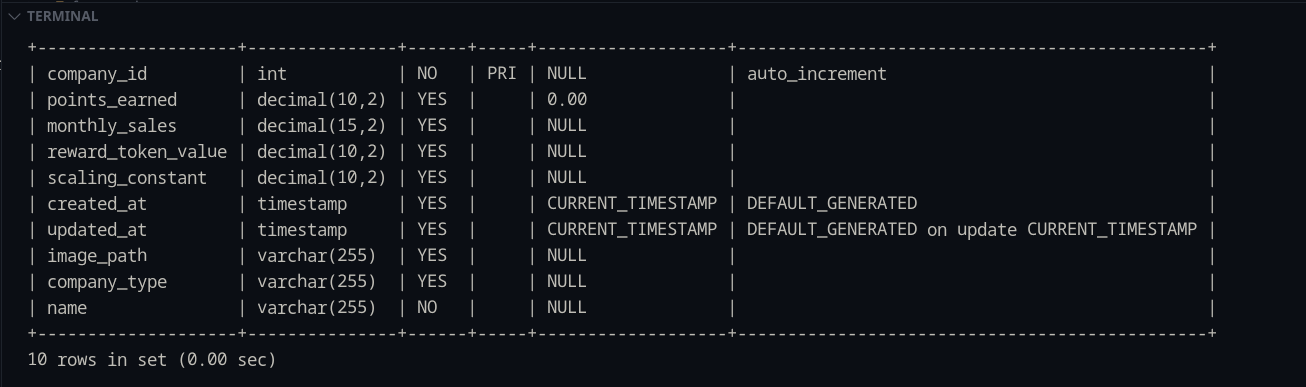 TERMINAL
+--------------------+---------------+------+-----+-------------------+-----------------------------------------------+
| company_id         | int           | NO   | PRI | NULL              | auto_increment                                |
| points_earned      | decimal(10,2) | YES  |     | 0.00              |                                               |
| monthly_sales      | decimal(15,2) | YES  |     | NULL              |                                               |
| reward_token_value | decimal(10,2) | YES  |     | NULL              |                                               |
| scaling_constant   | decimal(10,2) | YES  |     | NULL              |                                               |
| created_at         | timestamp     | YES  |     | CURRENT_TIMESTAMP | DEFAULT_GENERATED                             |
| updated_at         | timestamp     | YES  |     | CURRENT_TIMESTAMP | DEFAULT_GENERATED on update CURRENT_TIMESTAMP |
| image_path         | varchar(255)  | YES  |     | NULL              |                                               |
| company_type       | varchar(255)  | YES  |     | NULL              |                                               |
| name               | varchar(255)  | NO   |     | NULL              |                                               |
+--------------------+---------------+------+-----+-------------------+-----------------------------------------------+
10 rows in set (0.00 sec)